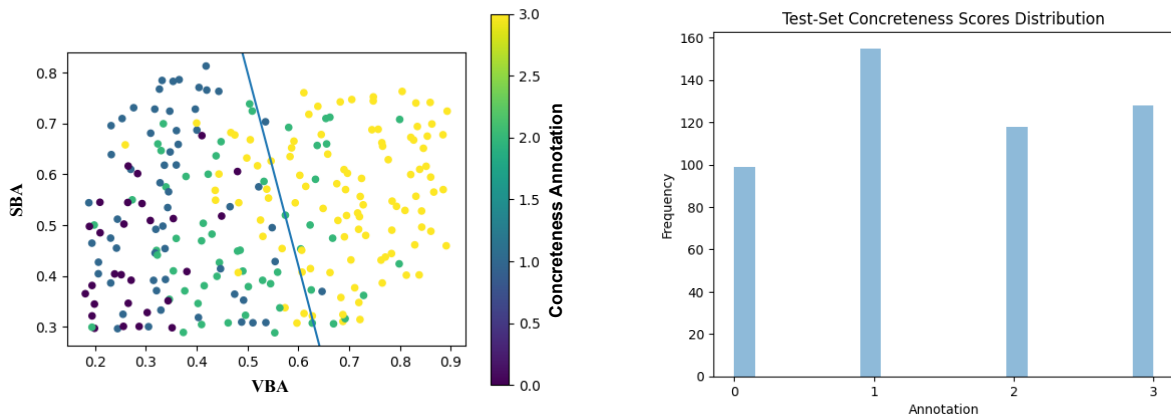 3.0
2.5
2.0
1.5
1.0
0.5
0.0
Concreteness Annotation
0.8
0.7
0.6
0.5
0.4
0.3
SBA
0.2 0.3 0.4 0.5 0.6 0.7 0.8 0.9
VBA
Test-Set Concreteness Scores Distribution
160
140
120
100
80
60
40
20
0
Frequency
0 1 2 3
Annotation